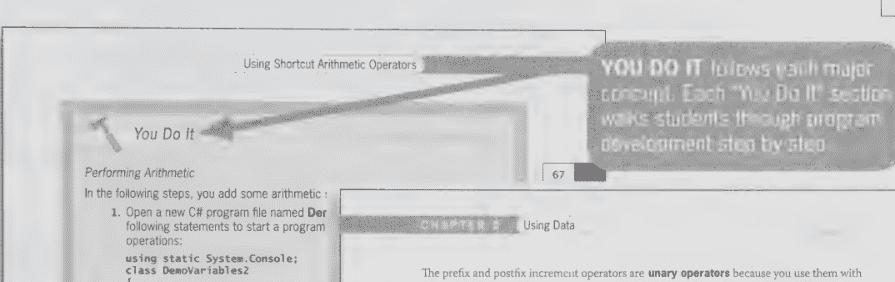 Using Shortcut Arithmetic Operators
YOU DO IT follows each major
concept. Each "You Do It" section
walks students through program
development step by step
You Do It
Performing Arithmetic
67
In the following steps, you add some arithmetic
1. Open a new C# program file named Der
following statements to start a program
operations:
using static System.Console;
class DemoVariables2
{
CHAPTER 2
Using Data
The prefix and postfix increment operators are unary operators because you use them with